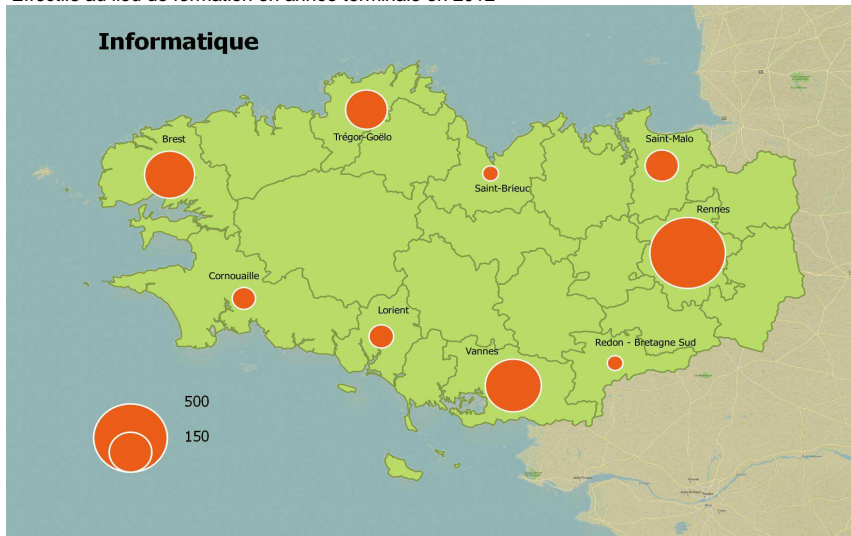 Informatique
Trégor-Goëlo
Brest
Saint-Malo
Saint-Brieuc
Rennes
Cornouaille
Lorient
Redon - Bretagne Sud
Vannes
500
150